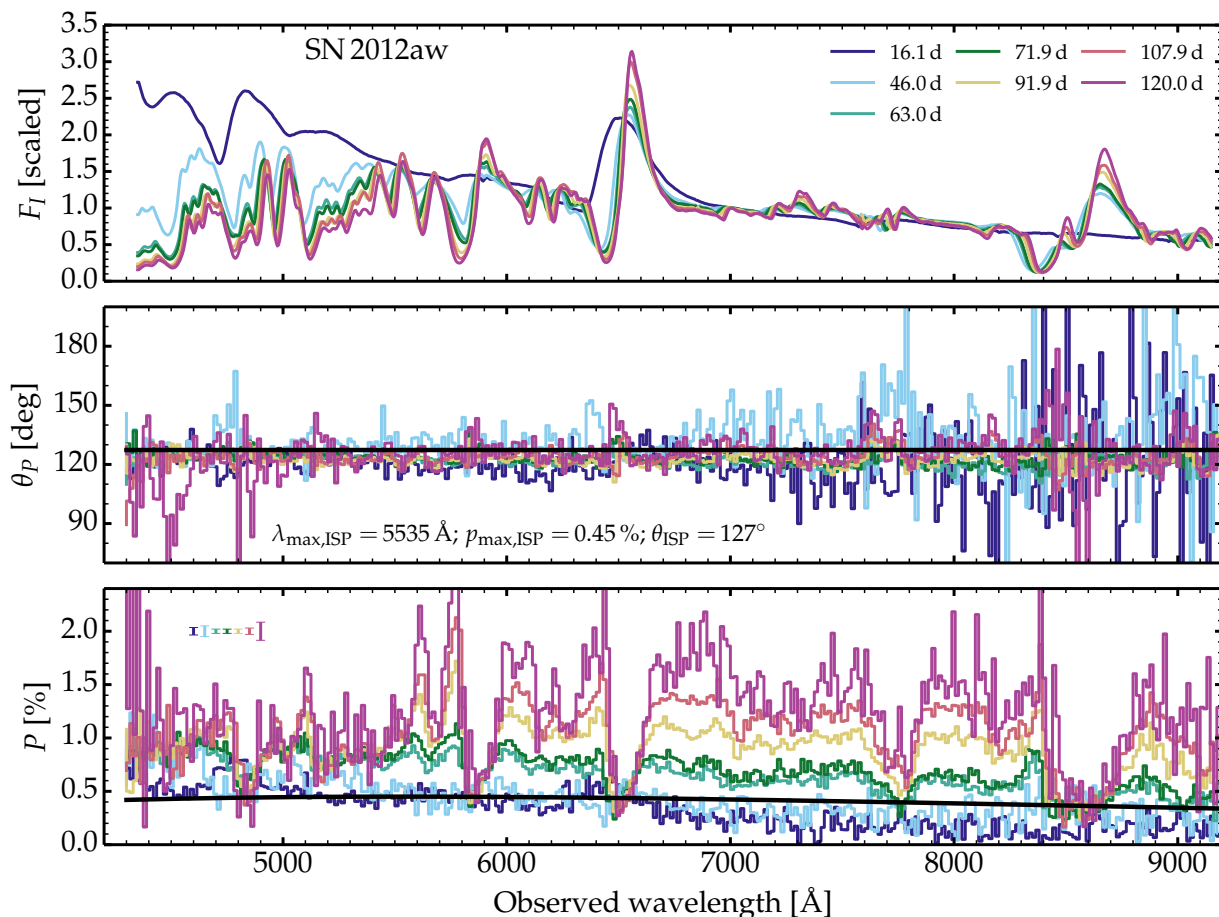 SN 2012aw
16.1 d
46.0 d
63.0 d
71.9 d
91.9 d
107.9 d
120.0 d
F_I [scaled]
3.5
3.0
2.5
2.0
1.5
1.0
0.5
0.0
θ_P [deg]
180
150
120
90
λ_max,ISP = 5535 Å; p_max,ISP = 0.45 %; θ_ISP = 127°
P [%]
2.0
1.5
1.0
0.5
0.0
5000 6000 7000 8000 9000
Observed wavelength [Å]